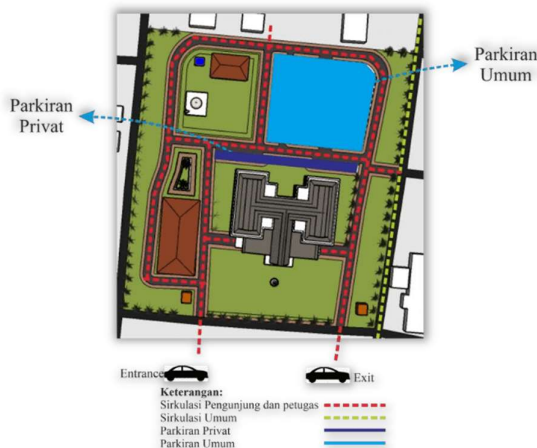 Parkiran
Umum
Parkiran
Privat
Entrance
Exit
Keterangan:
Sirkulasi Pengunjung dan petugas
Sirkulasi Umum
Parkiran Privat
Parkiran Umum